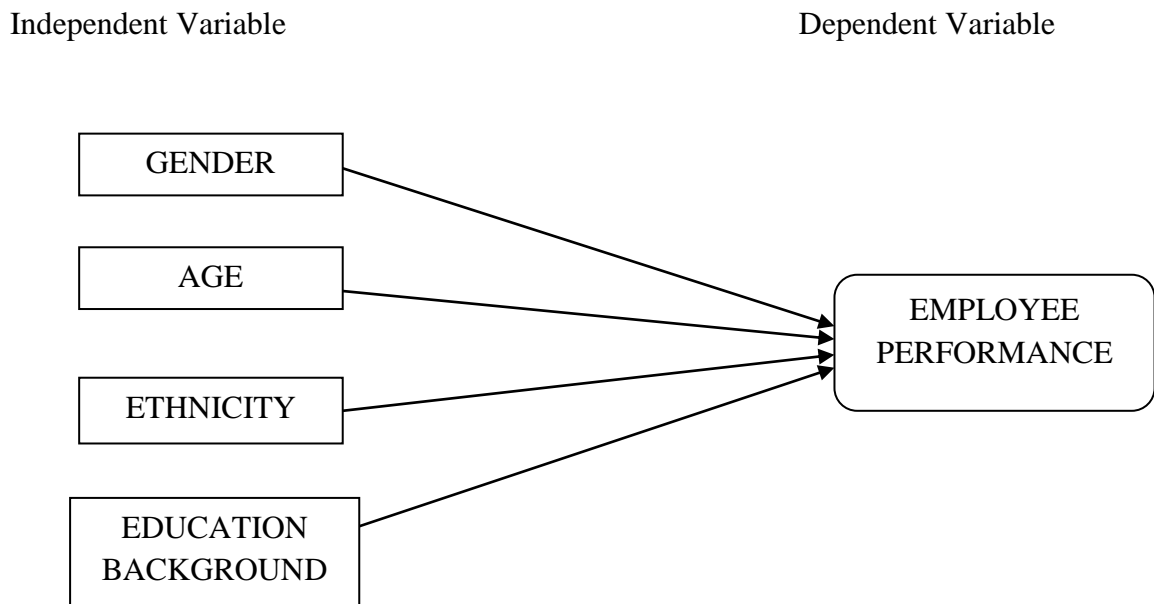 Independent Variable
Dependent Variable
GENDER
AGE
ETHNICITY
EDUCATION
BACKGROUND
EMPLOYEE
PERFORMANCE